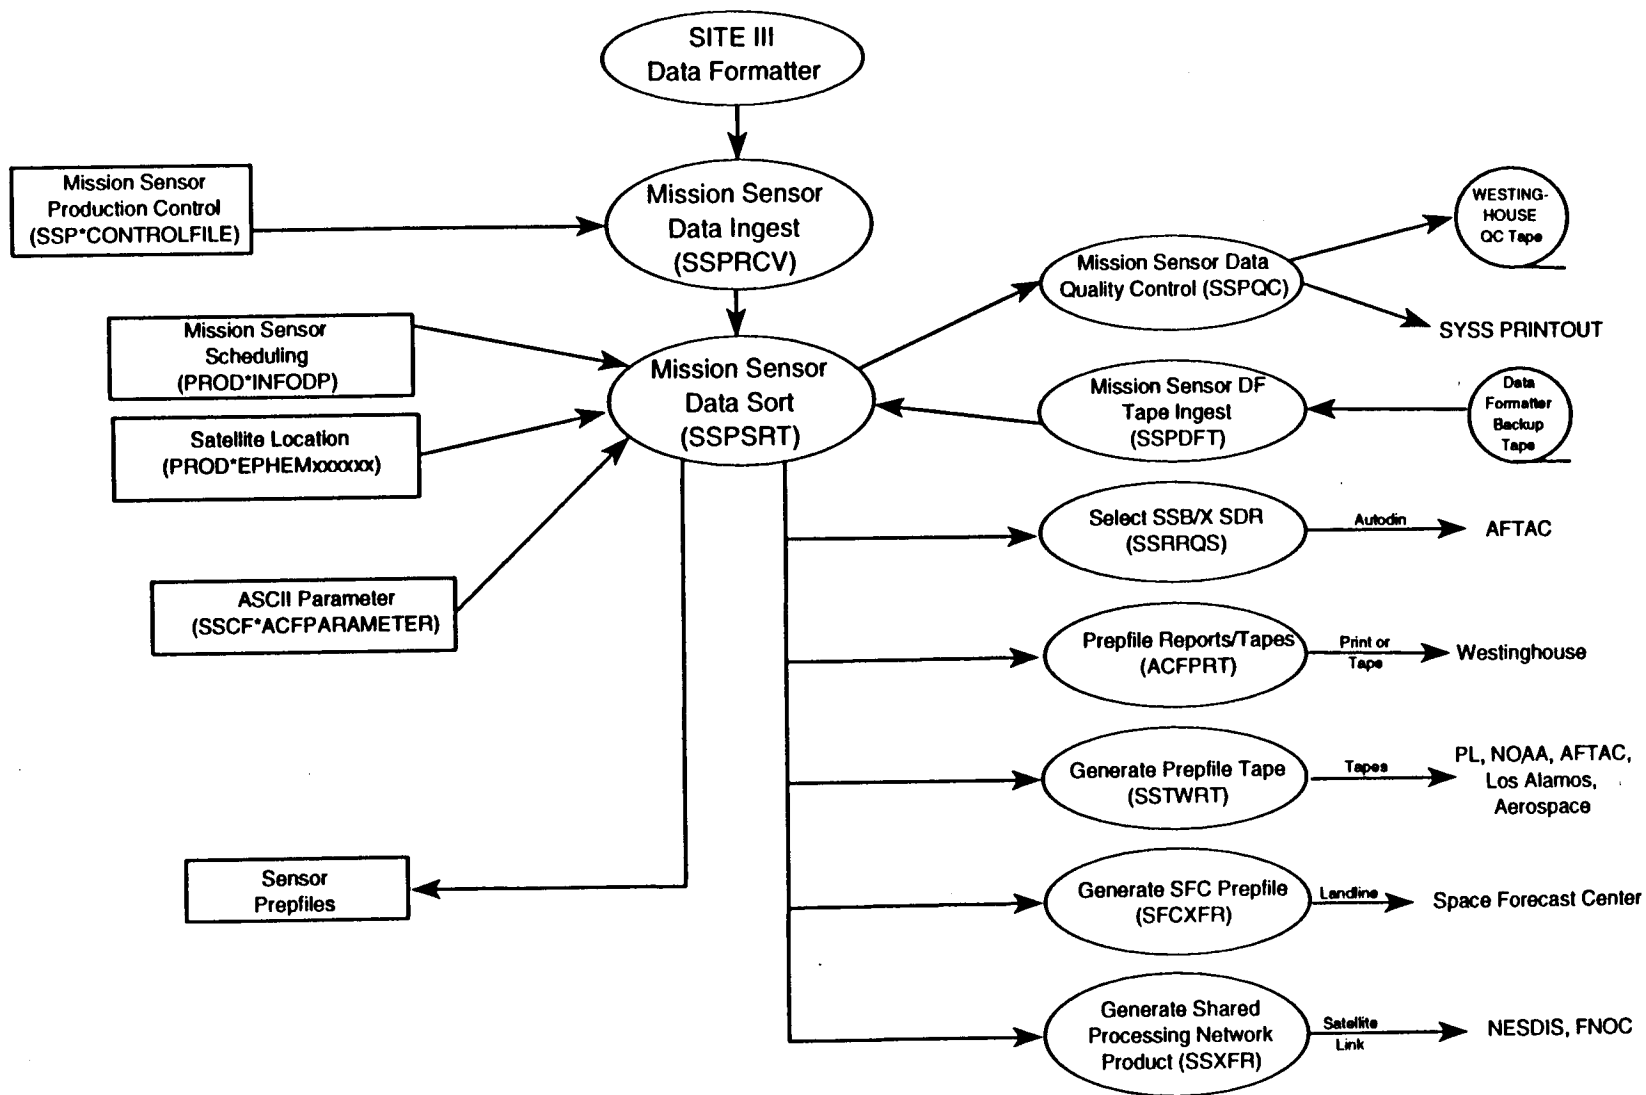 SITE III
Data Formatter
Mission Sensor
Production Control
(SSP*CONTROLFILE)
Mission Sensor
Data Ingest
(SSPRCV)
WESTING-
HOUSE
QC Tape
Mission Sensor Data
Quality Control (SSPQC)
SYSS PRINTOUT
Mission Sensor
Scheduling
(PROD*INFODP)
Mission Sensor
Data Sort
(SSPSRT)
Mission Sensor DF
Tape Ingest
(SSPDFT)
Data
Formatter
Backup
Tape
Satellite Location
(PROD*EPHEMxxxxxx)
Select SSB/X SDR
(SSRRQS)
Autodin
AFTAC
ASCII Parameter
(SSCF*ACFPARAMETER)
Prepfile Reports/Tapes
(ACFPRT)
Print or
Tape
Westinghouse
Generate Prepfile Tape
(SSTWRT)
Tapes
PL, NOAA, AFTAC,
Los Alamos,
Aerospace
Sensor
Prepfiles
Generate SFC Prepfile
(SFCXFR)
Landline
Space Forecast Center
Generate Shared
Processing Network
Product (SSXFR)
Satellite
Link
NESDIS, FNOC